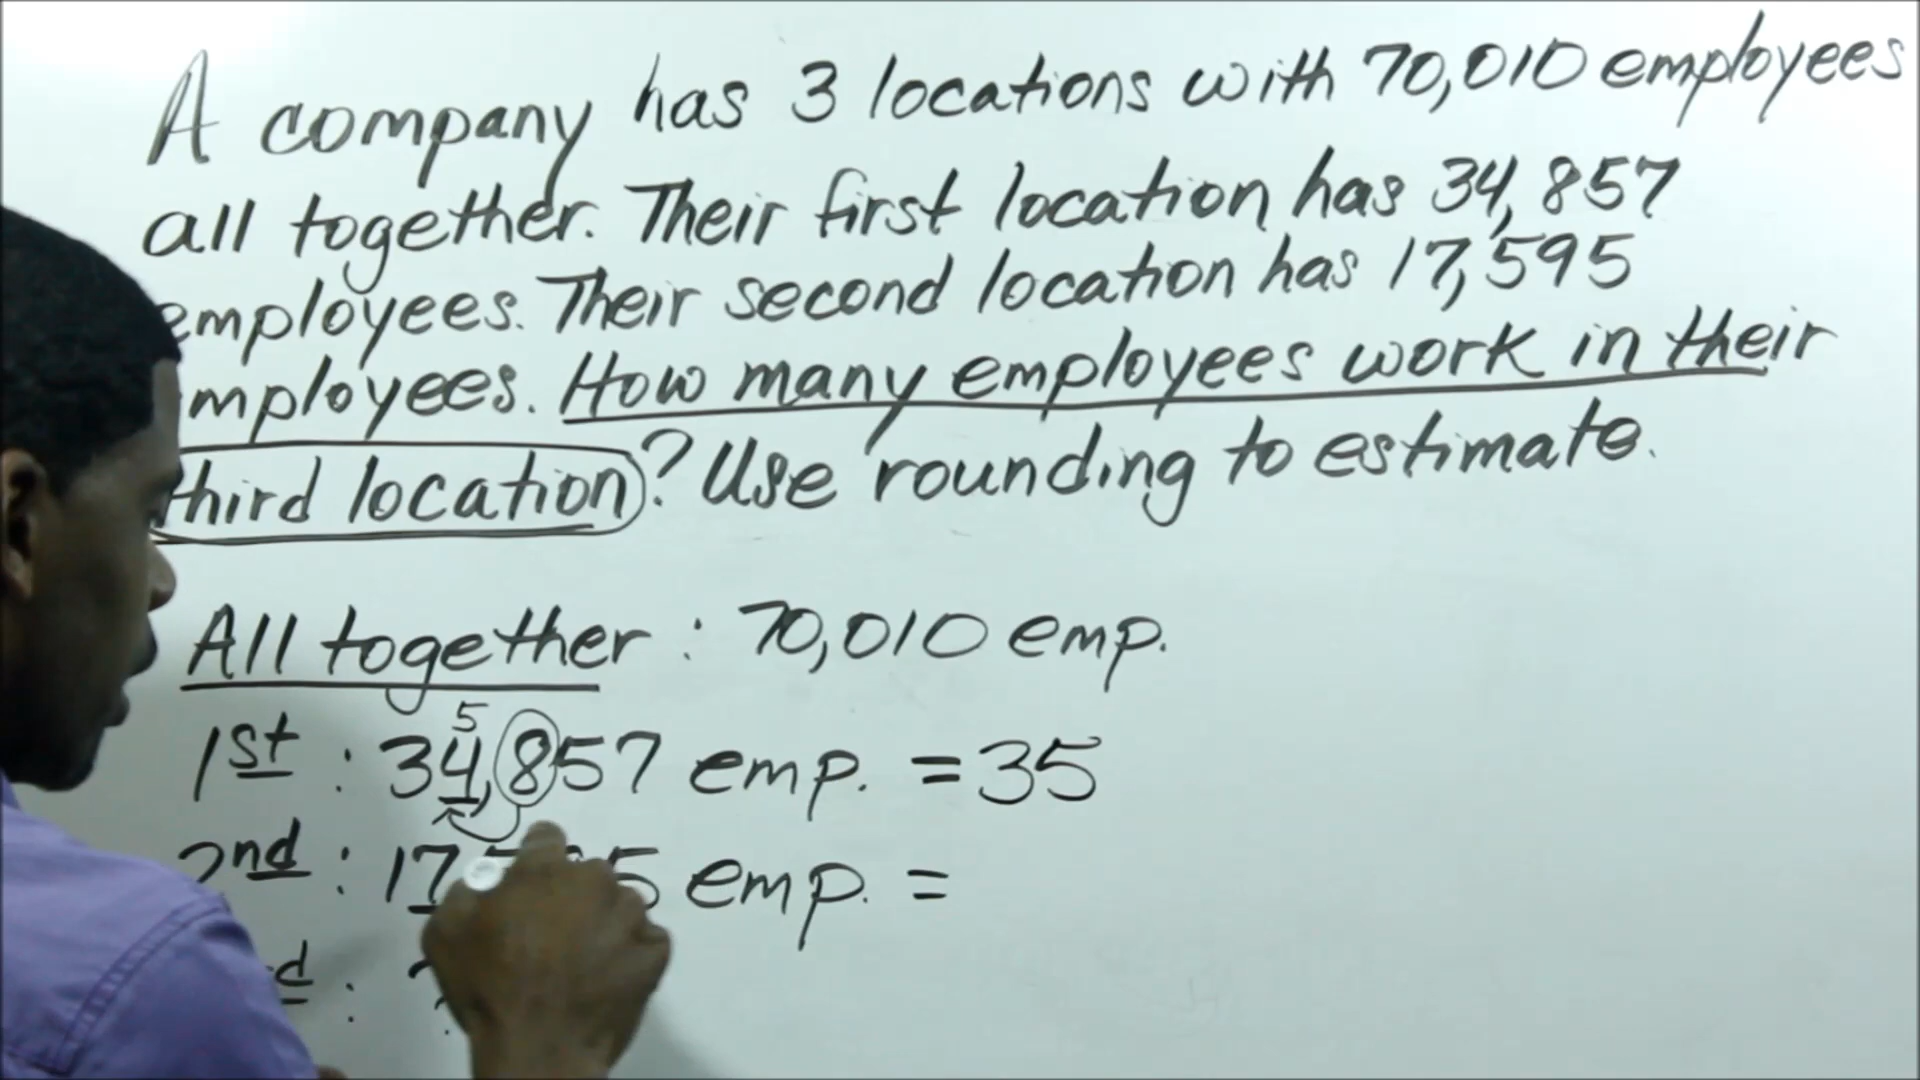 A company has 3 locations with 70,010 employees
all together. Their first location has 34,857
employees. Their second location has 17,595
mployees. How many employees work in their
third location? Use rounding to estimate.
All together : 70,010 emp.
5
1st : 34,857 emp. = 35
2nd : 17 5 emp. =
d : ?